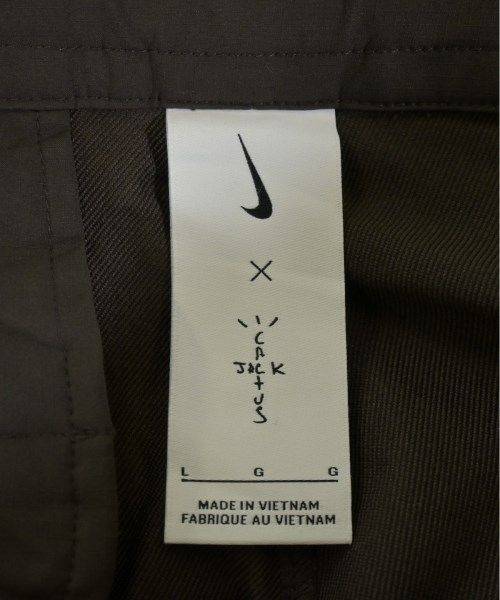 X
CACTUS
JACK
L G G
MADE IN VIETNAM
FABRIQUE AU VIETNAM